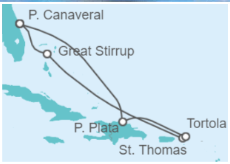 P. Canaveral
Great Stirrup
Tortola
P. Plata
St. Thomas